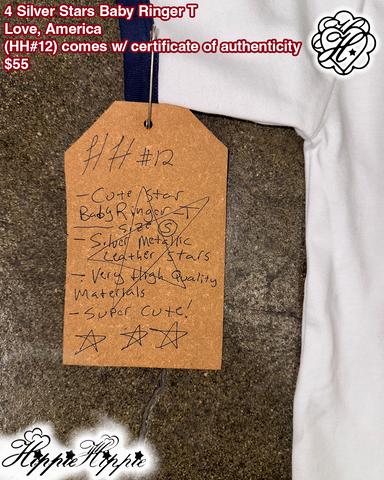 4 Silver Stars Baby Ringer T
Love, America
(HH#12) comes w/ certificate of authenticity
$55
H
HH #12
- Cute Star
Baby Ringer-T
Size S
- Silver Metallic
Leather Stars
- Very High Quality
Materials
- Super Cute!
HippieHippie